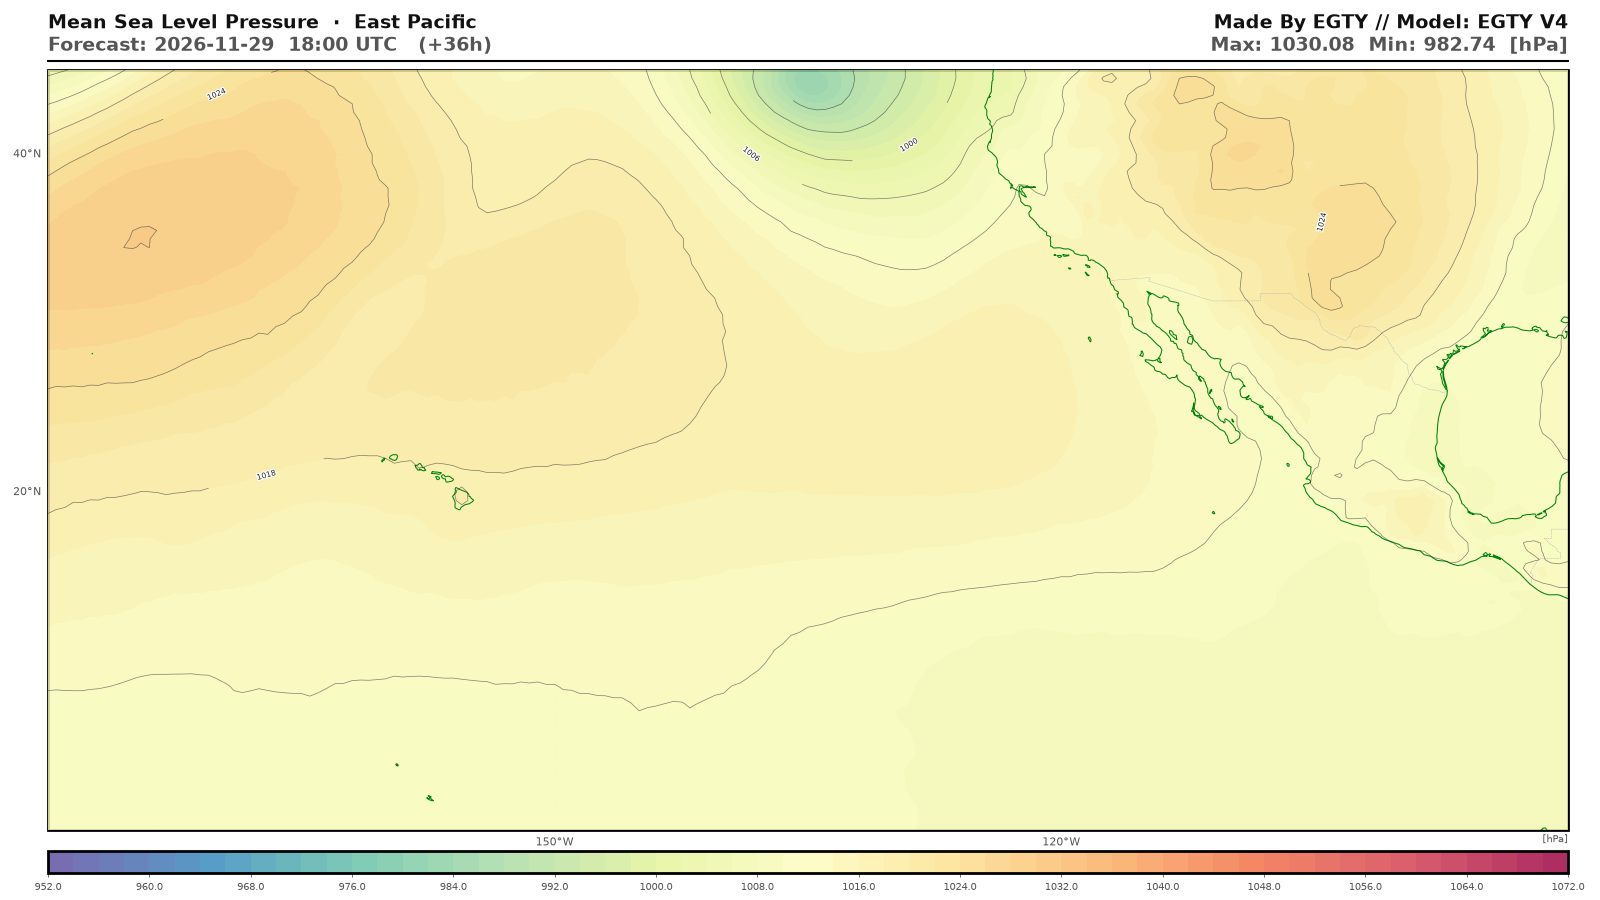 Mean Sea Level Pressure · East Pacific
Made By EGTY // Model: EGTY V4
Forecast: 2026-11-29 18:00 UTC (+36h)
Max: 1030.08 Min: 982.74 [hPa]
1024
1006
1000
40°N
1024
1018
20°N
150°W
120°W
[hPa]
952.0
960.0
968.0
976.0
984.0
992.0
1000.0
1008.0
1016.0
1024.0
1032.0
1040.0
1048.0
1056.0
1064.0
1072.0